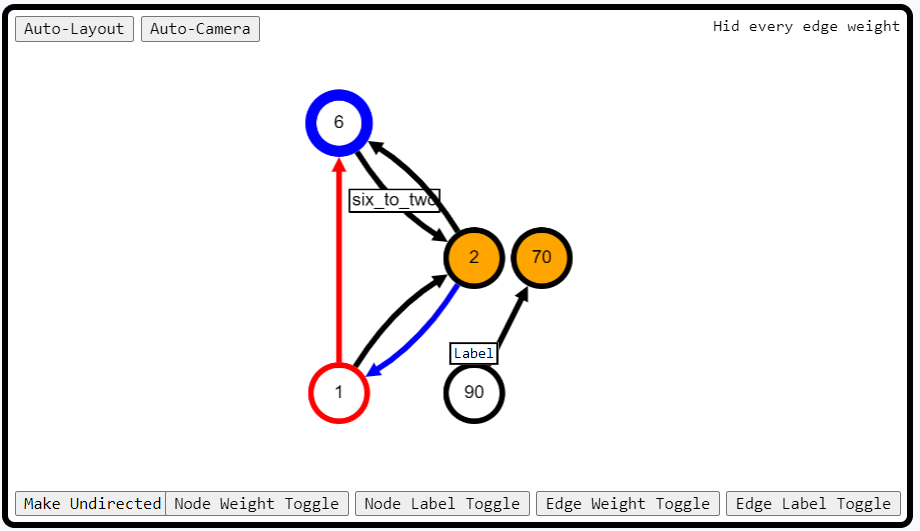 Auto-Layout Auto-Camera Hid every edge weight
6
six_to_two
2 70
Label
1 90
Make Undirected Node Weight Toggle Node Label Toggle Edge Weight Toggle Edge Label Toggle